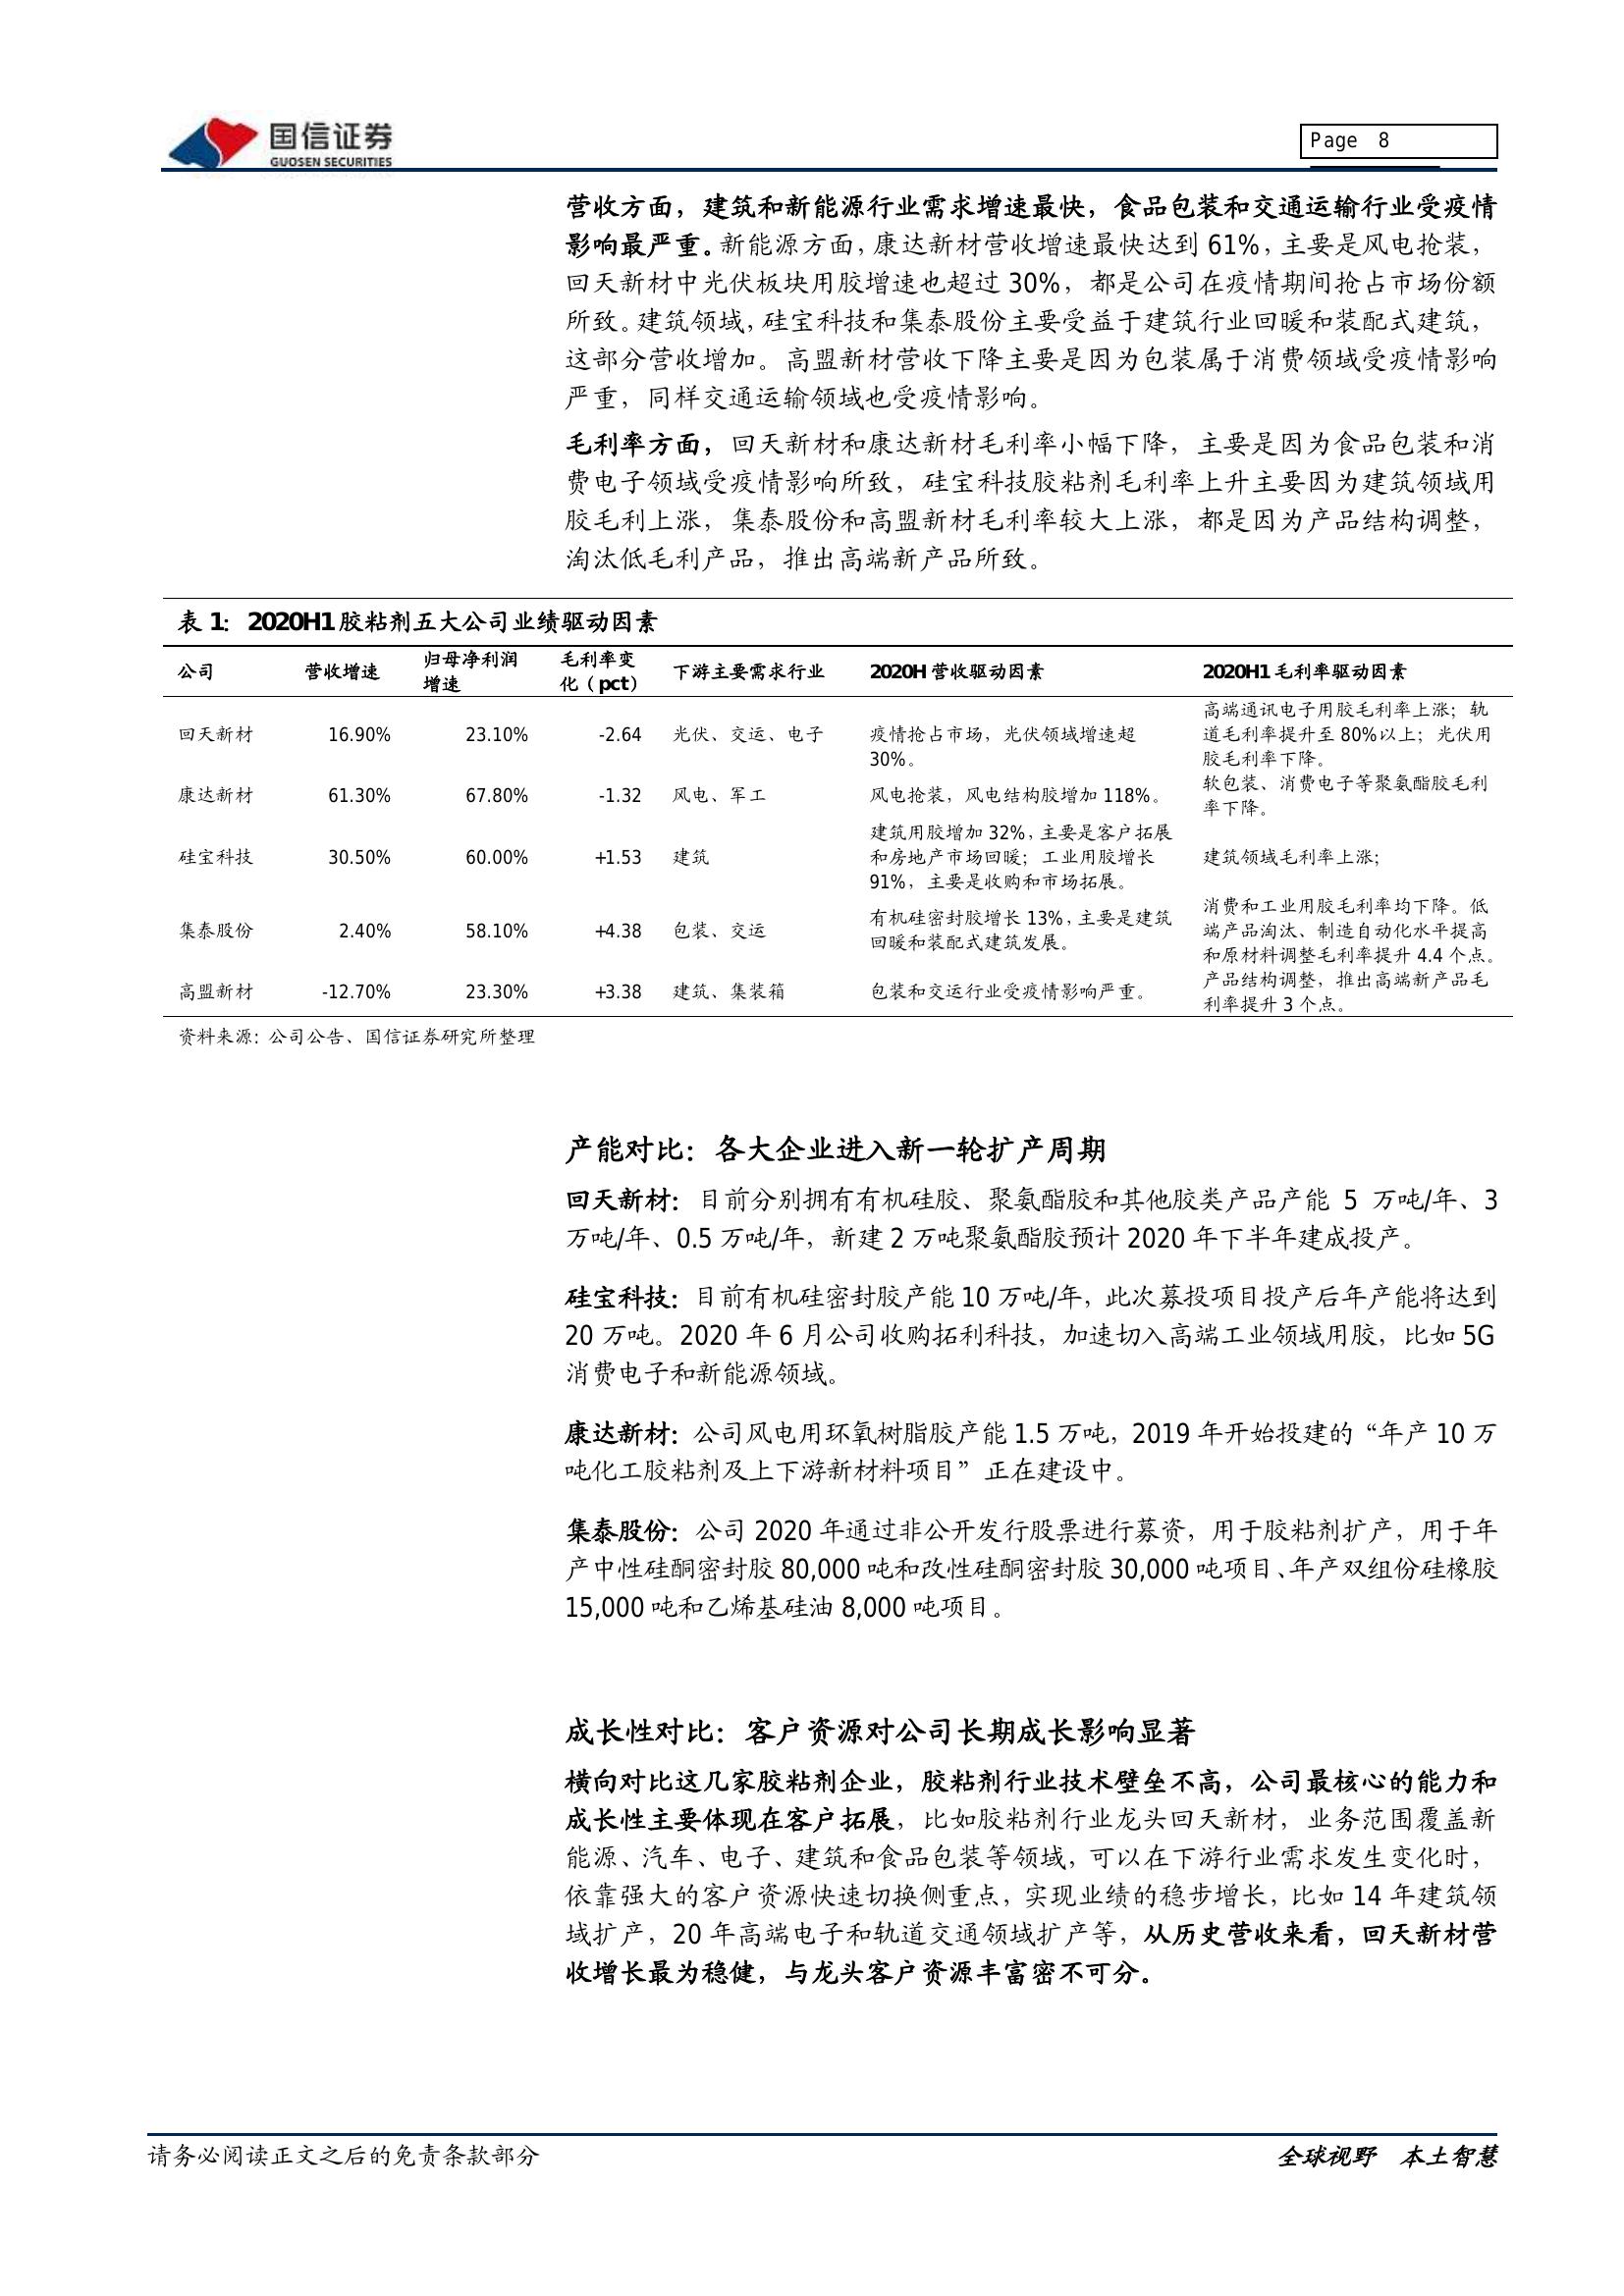 国信证券
GUOSEN SECURITIES
Page 8
营收方面，建筑和新能源行业需求增速最快，食品包装和交通运输行业受疫情
影响最严重。新能源方面，康达新材营收增速最快达到 61%，主要是风电抢装，
回天新材中光伏板块用胶增速也超过 30%，都是公司在疫情期间抢占市场份额
所致。建筑领域，硅宝科技和集泰股份主要受益于建筑行业回暖和装配式建筑，
这部分营收增加。高盟新材营收下降主要是因为包装属于消费领域受疫情影响
严重，同样交通运输领域也受疫情影响。
毛利率方面，回天新材和康达新材毛利率小幅下降，主要是因为食品包装和消
费电子领域受疫情影响所致，硅宝科技胶粘剂毛利率上升主要因为建筑领域用
胶毛利上涨，集泰股份和高盟新材毛利率较大上涨，都是因为产品结构调整，
淘汰低毛利产品，推出高端新产品所致。
表 1：2020H1 胶粘剂五大公司业绩驱动因素
公司 营收增速 归母净利润 毛利率变 下游主要需求行业 2020H 营收驱动因素 2020H1 毛利率驱动因素
增速 化（pct）
高端通讯电子用胶毛利率上涨；轨
回天新材 16.90% 23.10% -2.64 光伏、交运、电子 疫情抢占市场，光伏领域增速超 道毛利率提升至 80%以上；光伏用
30%。 胶毛利率下降。
康达新材 61.30% 67.80% -1.32 风电、军工 风电抢装，风电结构胶增加 118%。 软包装、消费电子等聚氨酯胶毛利
率下降。
建筑用胶增加 32%，主要是客户拓展
硅宝科技 30.50% 60.00% +1.53 建筑 和房地产市场回暖；工业用胶增长 建筑领域毛利率上涨；
91%，主要是收购和市场拓展。
消费和工业用胶毛利率均下降。低
集泰股份 2.40% 58.10% +4.38 包装、交运 有机硅密封胶增长 13%，主要是建筑 端产品淘汰、制造自动化水平提高
回暖和装配式建筑发展。 和原材料调整毛利率提升 4.4 个点。
高盟新材 -12.70% 23.30% +3.38 建筑、集装箱 包装和交运行业受疫情影响严重。 产品结构调整，推出高端新产品毛
利率提升 3 个点。
资料来源：公司公告、国信证券研究所整理
产能对比：各大企业进入新一轮扩产周期
回天新材：目前分别拥有有机硅胶、聚氨酯胶和其他胶类产品产能 5 万吨/年、3
万吨/年、0.5 万吨/年，新建 2 万吨聚氨酯胶预计 2020 年下半年建成投产。
硅宝科技：目前有机硅密封胶产能 10 万吨/年，此次募投项目投产后年产能将达到
20 万吨。2020 年 6 月公司收购拓利科技，加速切入高端工业领域用胶，比如 5G
消费电子和新能源领域。
康达新材：公司风电用环氧树脂胶产能 1.5 万吨，2019 年开始投建的“年产 10 万
吨化工胶粘剂及上下游新材料项目”正在建设中。
集泰股份：公司 2020 年通过非公开发行股票进行募资，用于胶粘剂扩产，用于年
产中性硅酮密封胶 80,000 吨和改性硅酮密封胶 30,000 吨项目、年产双组份硅橡胶
15,000 吨和乙烯基硅油 8,000 吨项目。
成长性对比：客户资源对公司长期成长影响显著
横向对比这几家胶粘剂企业，胶粘剂行业技术壁垒不高，公司最核心的能力和
成长性主要体现在客户拓展，比如胶粘剂行业龙头回天新材，业务范围覆盖新
能源、汽车、电子、建筑和食品包装等领域，可以在下游行业需求发生变化时，
依靠强大的客户资源快速切换侧重点，实现业绩的稳步增长，比如 14 年建筑领
域扩产，20 年高端电子和轨道交通领域扩产等，从历史营收来看，回天新材营
收增长最为稳健，与龙头客户资源丰富密不可分。
请务必阅读正文之后的免责条款部分
全球视野 本土智慧